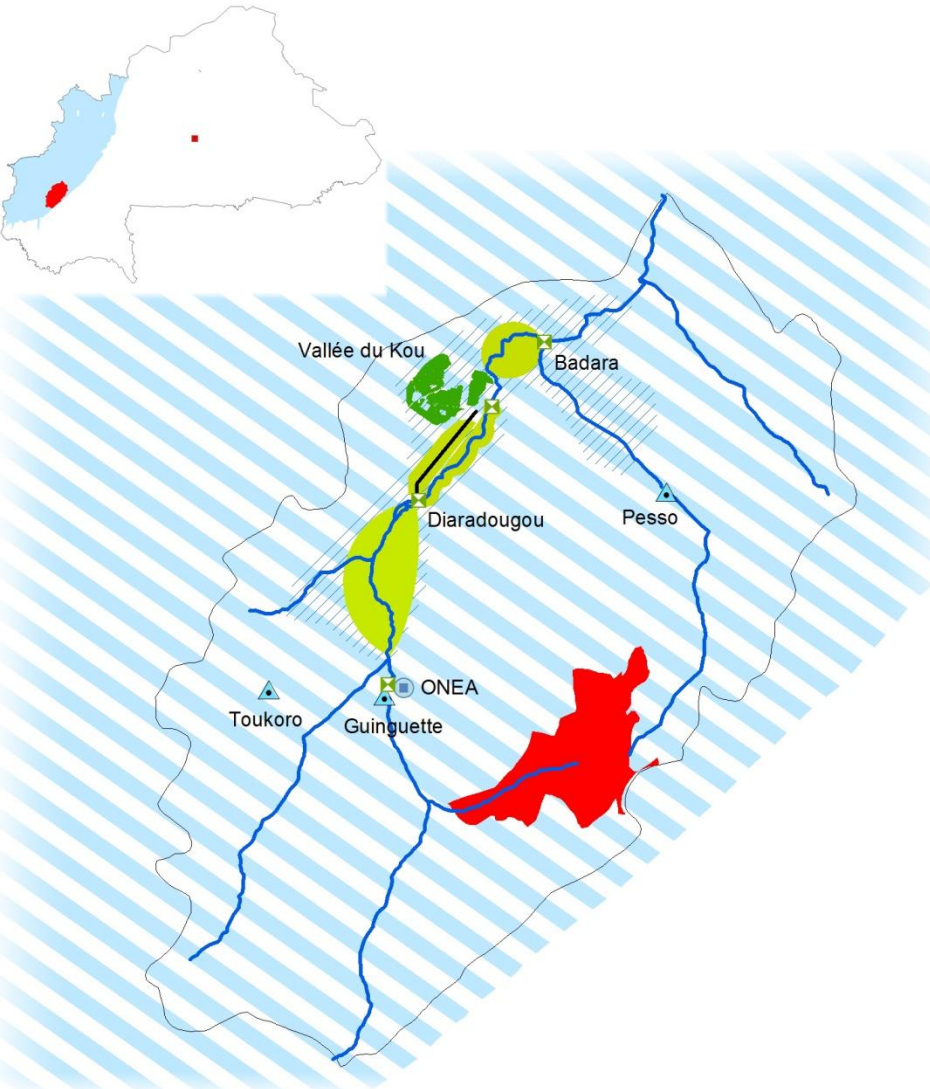 Vallée du Kou
Badara
Diaradougou
Pesso
ONEA
Toukoro
Guinguette